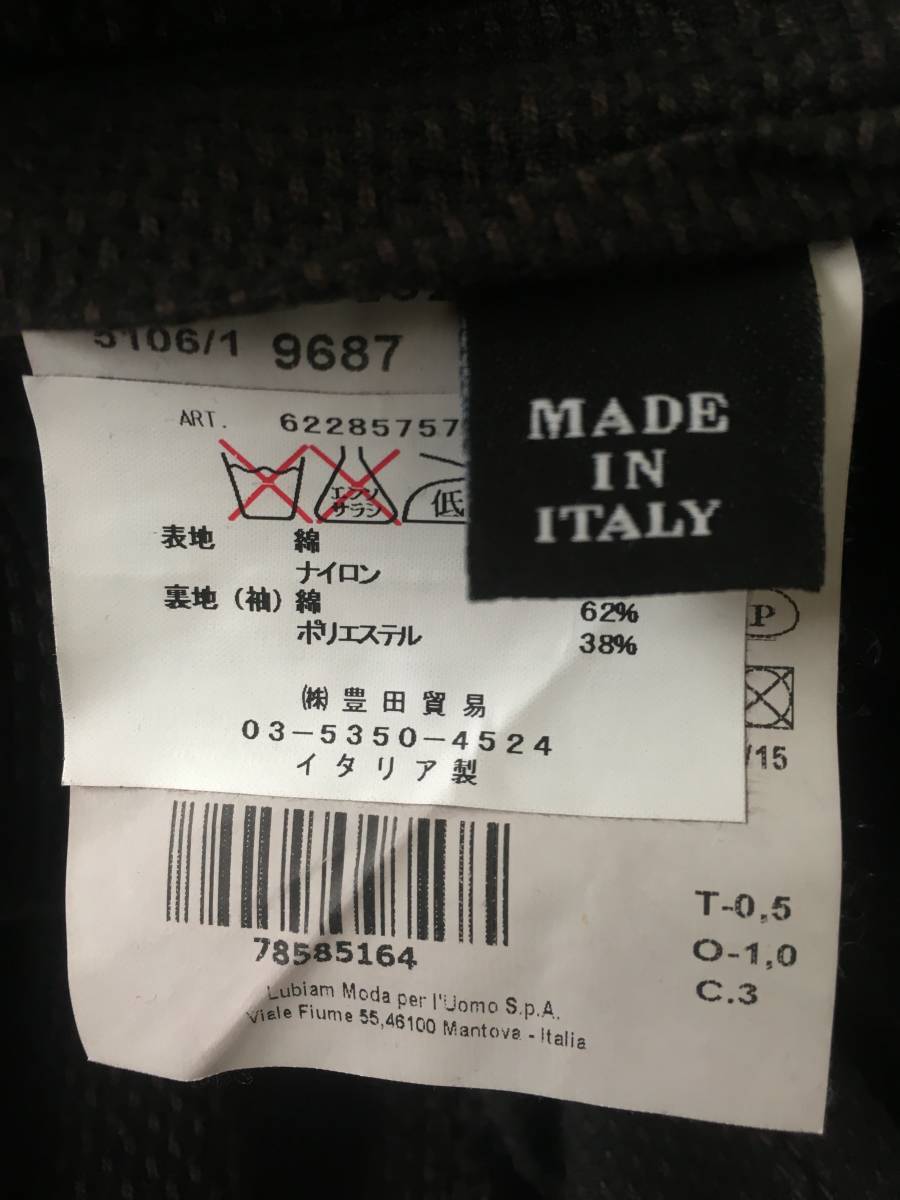 5106/1 9687
ART. 62285757
エンソ
サラシ
低
表地 綿
ナイロン
裏地(袖) 綿 62%
ポリエステル 38%
㈱豊田貿易
03-5350-4524
イタリア製
MADE
IN
ITALY
P
/15
T-0,5
O-1,0
C.3
78585164
Lubiam Moda per l'Uomo S.p.A.
Viale Fiume 55,46100 Mantova - Italia